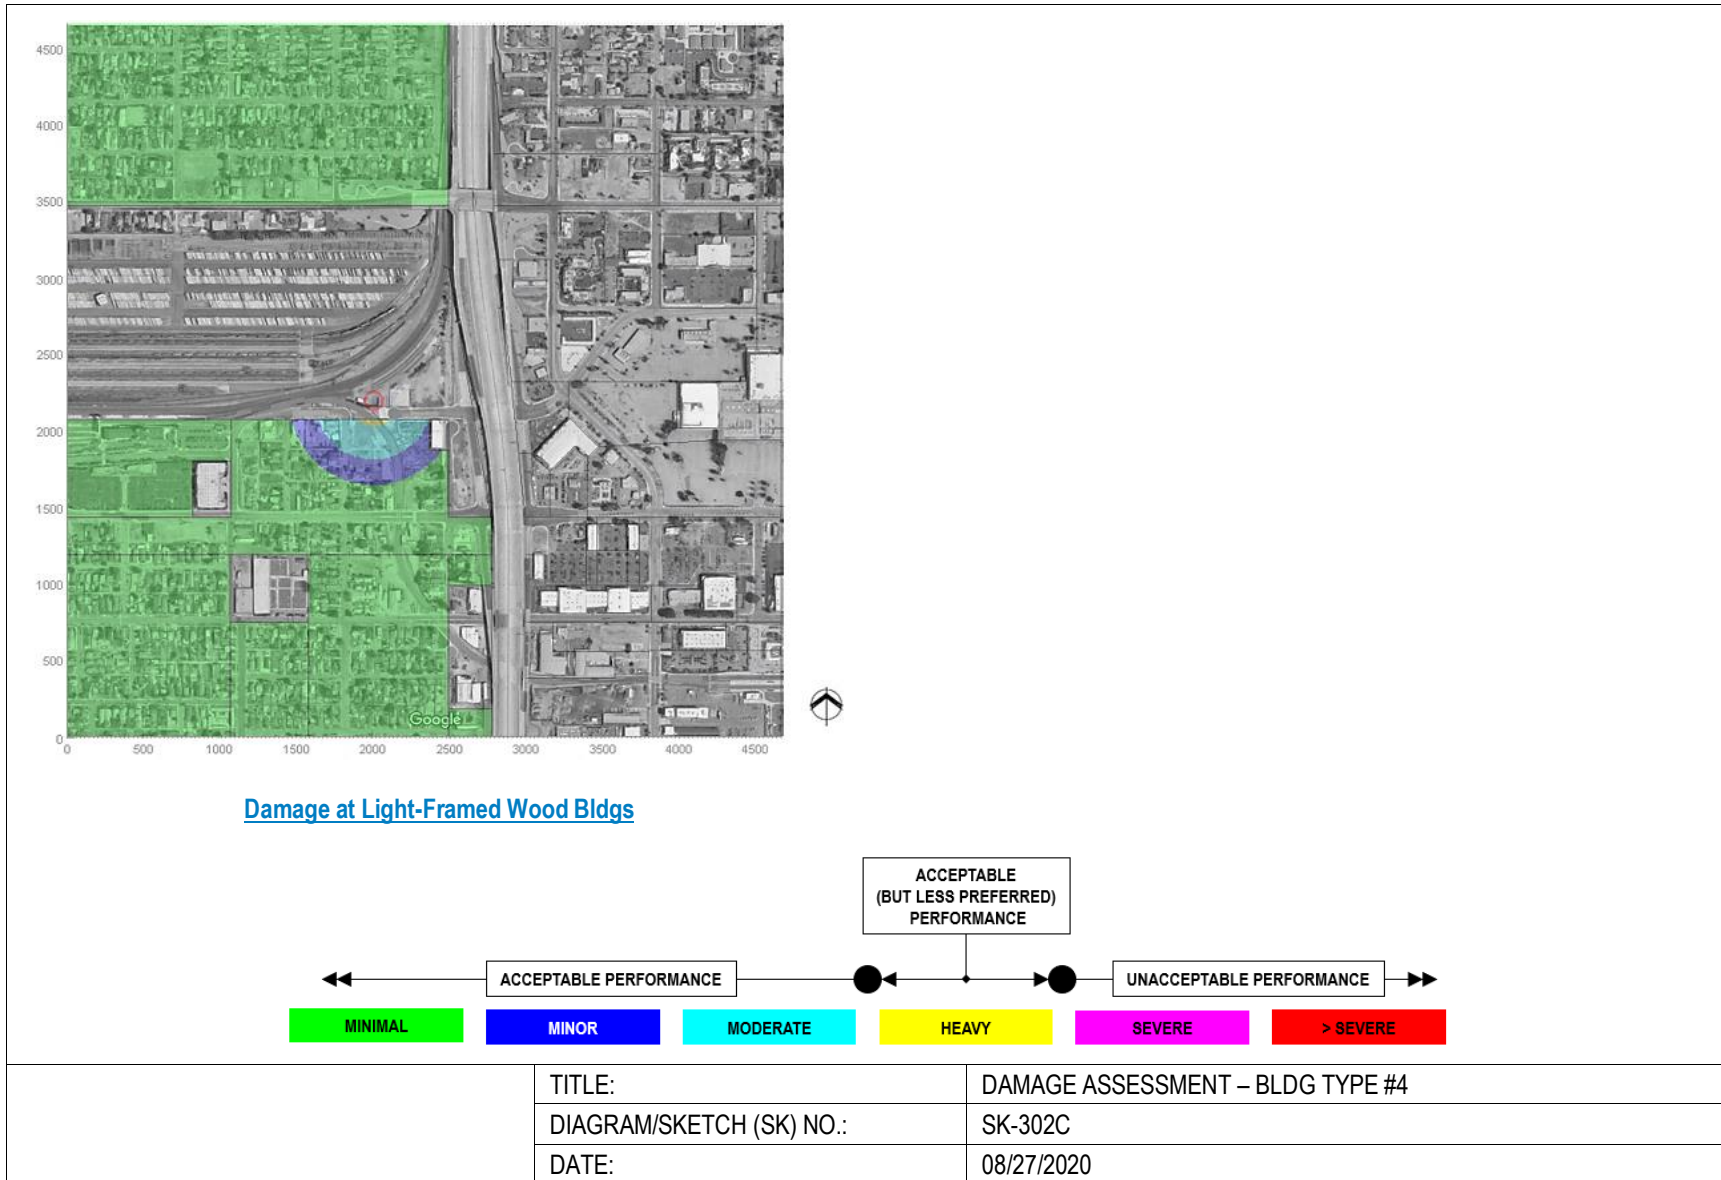 4500
4000
3500
3000
2500
2000
1500
1000
500
0
0 500 1000 1500 2000 2500 3000 3500 4000 4500
Google
Damage at Light-Framed Wood Bldgs
ACCEPTABLE
(BUT LESS PREFERRED)
PERFORMANCE
ACCEPTABLE PERFORMANCE
UNACCEPTABLE PERFORMANCE
MINIMAL
MINOR
MODERATE
HEAVY
SEVERE
> SEVERE
TITLE: DAMAGE ASSESSMENT – BLDG TYPE #4
DIAGRAM/SKETCH (SK) NO.: SK-302C
DATE: 08/27/2020